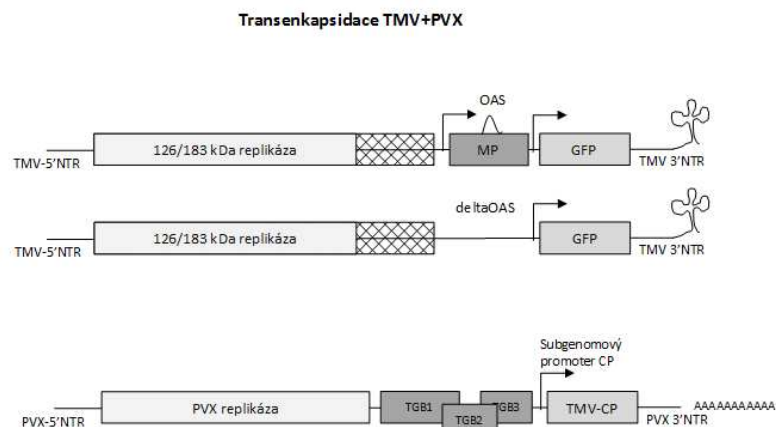 Transenkapsidace TMV+PVX
OAS
126/183 kDa replikáza
MP
GFP
TMV-5'NTR
TMV 3'NTR
deltaOAS
126/183 kDa replikáza
GFP
TMV-5'NTR
TMV 3'NTR
Subgenomový
promoter CP
PVX replikáza
TGB1
TGB2
TGB3
TMV-CP
AAAAAAAAAAA
PVX-5'NTR
PVX 3'NTR